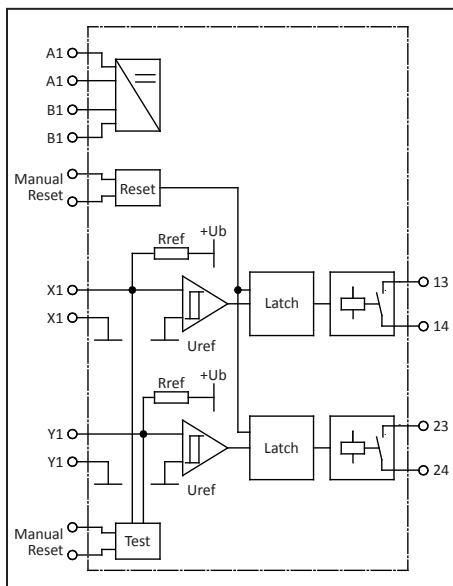 A1
A1
B1
B1
Manual
Reset
Reset
+Ub
Rref
X1
X1
Uref
Latch
13
14
+Ub
Rref
Y1
Y1
Uref
Latch
23
24
Manual
Reset
Test